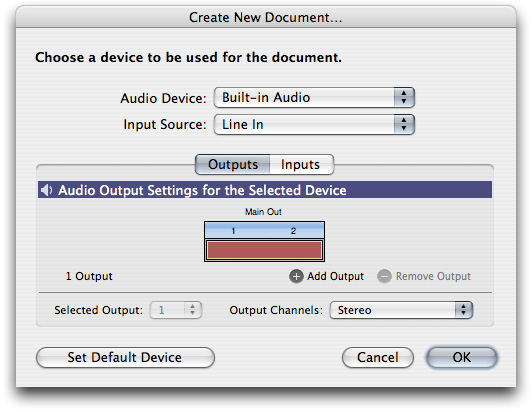 Create New Document...
Choose a device to be used for the document.
Audio Device: Built-in Audio
Input Source: Line In
Outputs Inputs
Audio Output Settings for the Selected Device
Main Out
1 2
1 Output Add Output Remove Output
Selected Output: 1 Output Channels: Stereo
Set Default Device Cancel OK